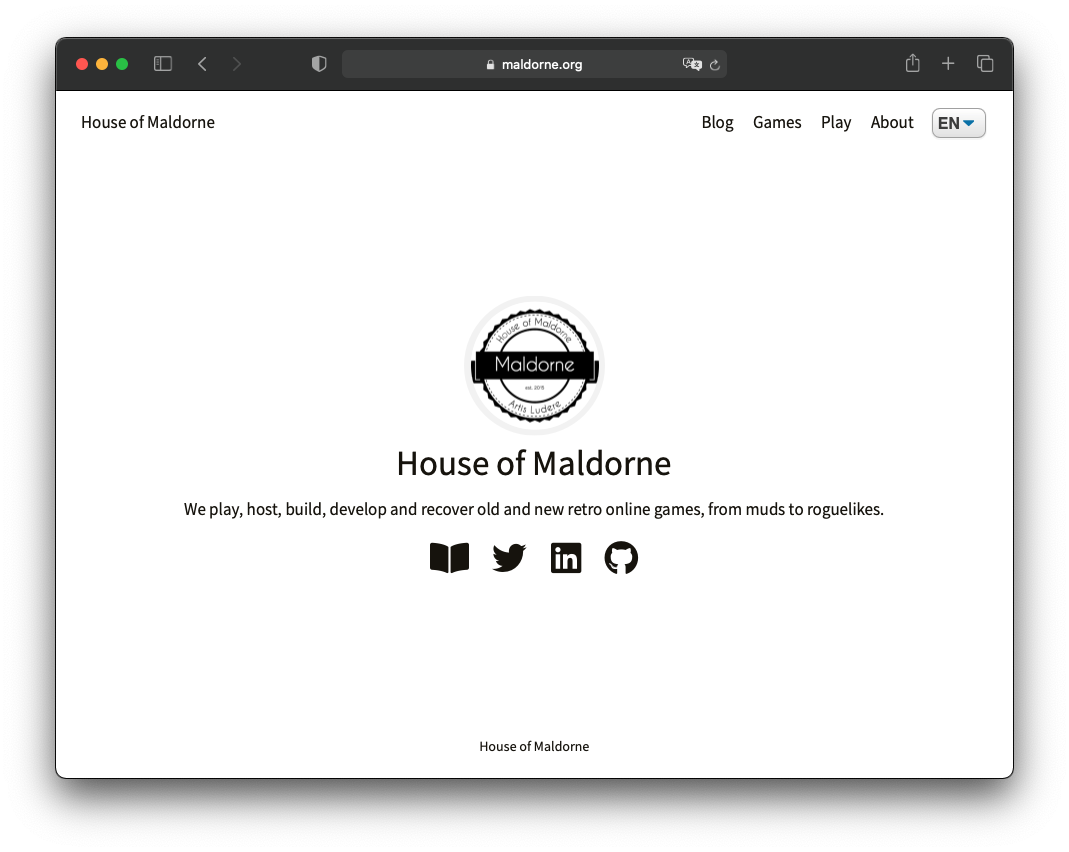 maldorne.org
House of Maldorne
Blog Games Play About EN
House of Maldorne
Maldorne
est. 2015
Artis Ludere
House of Maldorne
We play, host, build, develop and recover old and new retro online games, from muds to roguelikes.
in
House of Maldorne